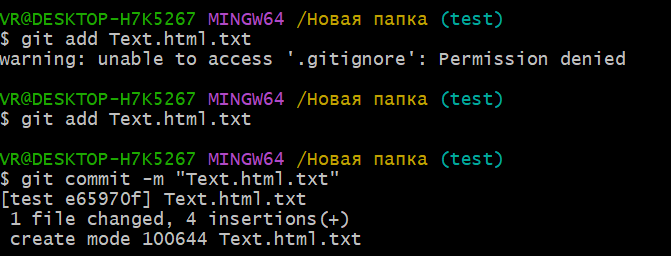 VR@DESKTOP-H7K5267 MINGW64 /Новая папка (test)
$ git add Text.html.txt
warning: unable to access '.gitignore': Permission denied
VR@DESKTOP-H7K5267 MINGW64 /Новая папка (test)
$ git add Text.html.txt
VR@DESKTOP-H7K5267 MINGW64 /Новая папка (test)
$ git commit -m "Text.html.txt"
[test e65970f] Text.html.txt
 1 file changed, 4 insertions(+)
 create mode 100644 Text.html.txt